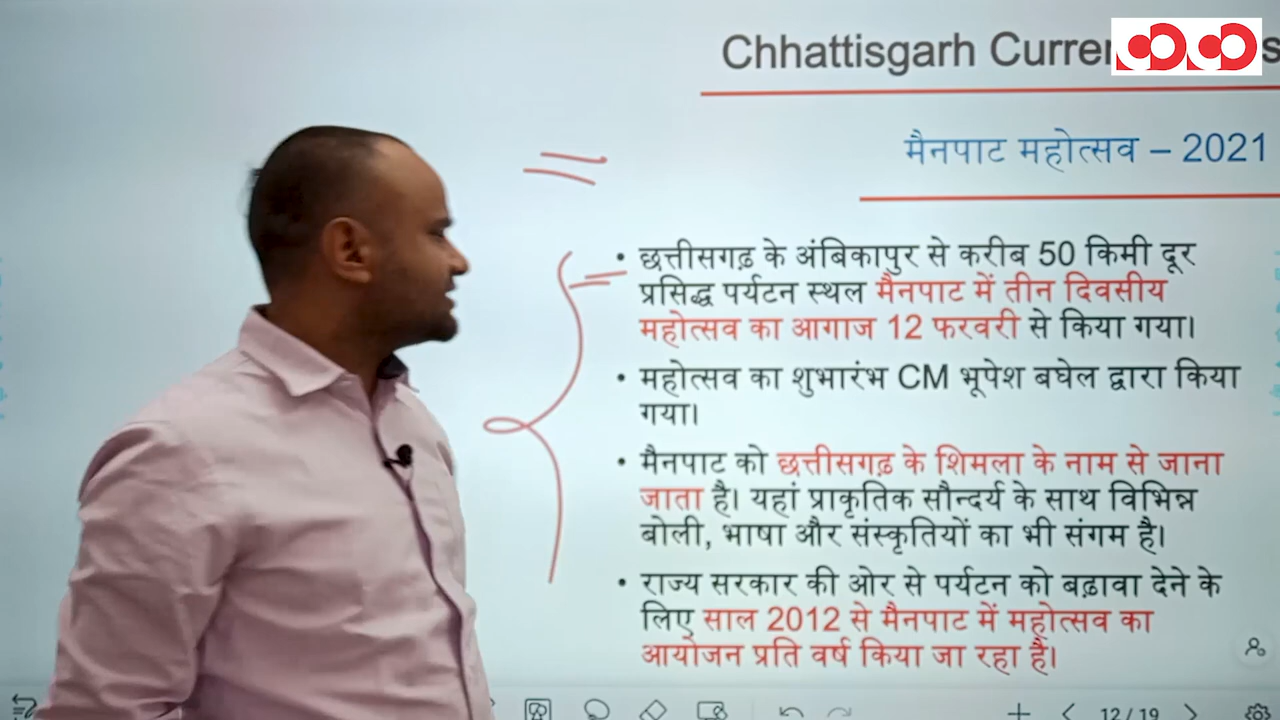 Chhattisgarh
मैनपाट महोत्सव – 2021
• छत्तीसगढ़ के अंबिकापुर से करीब 50 किमी दूर
प्रसिद्ध पर्यटन स्थल मैनपाट में तीन दिवसीय
महोत्सव का आगाज 12 फरवरी से किया गया।
• महोत्सव का शुभारंभ CM भूपेश बघेल द्वारा किया
गया।
• मैनपाट को छत्तीसगढ़ के शिमला के नाम से जाना
जाता है। यहां प्राकृतिक सौन्दर्य के साथ विभिन्न
बोली, भाषा और संस्कृतियों का भी संगम है।
• राज्य सरकार की ओर से पर्यटन को बढ़ावा देने के
लिए साल 2012 से मैनपाट में महोत्सव का
आयोजन प्रति वर्ष किया जा रहा है।
12 / 19